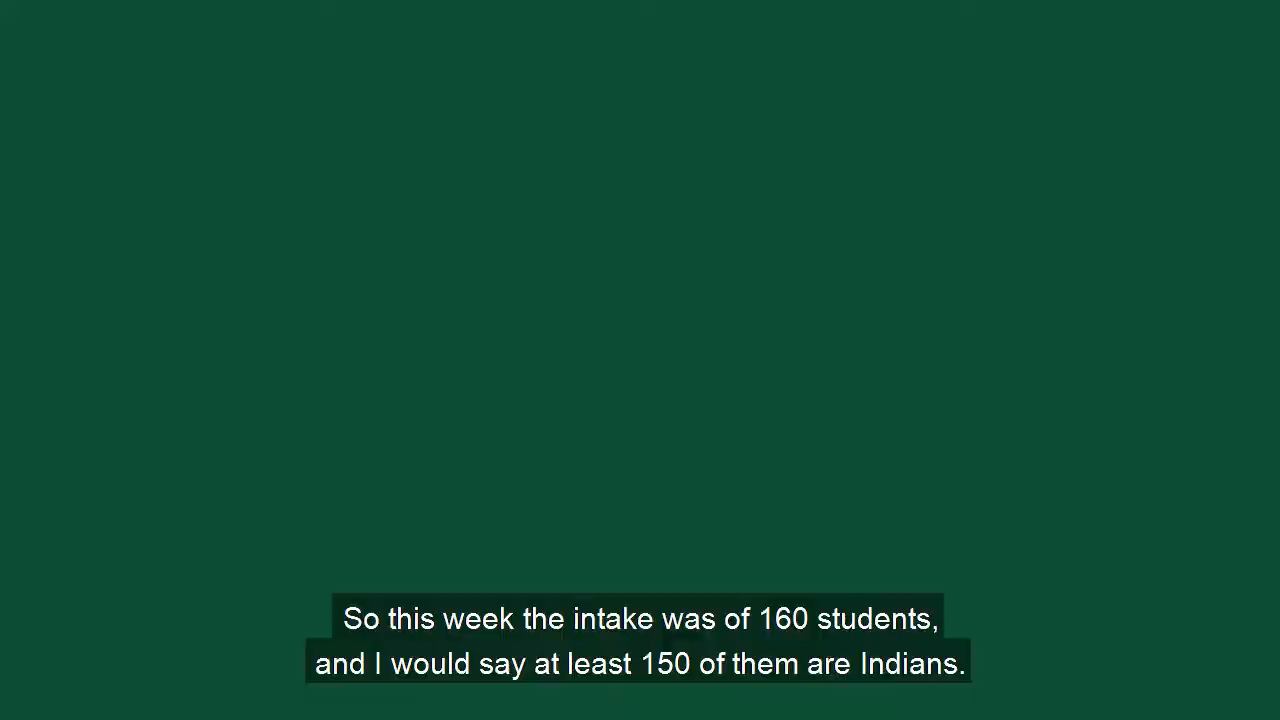 So this week the intake was of 160 students,
and I would say at least 150 of them are Indians.